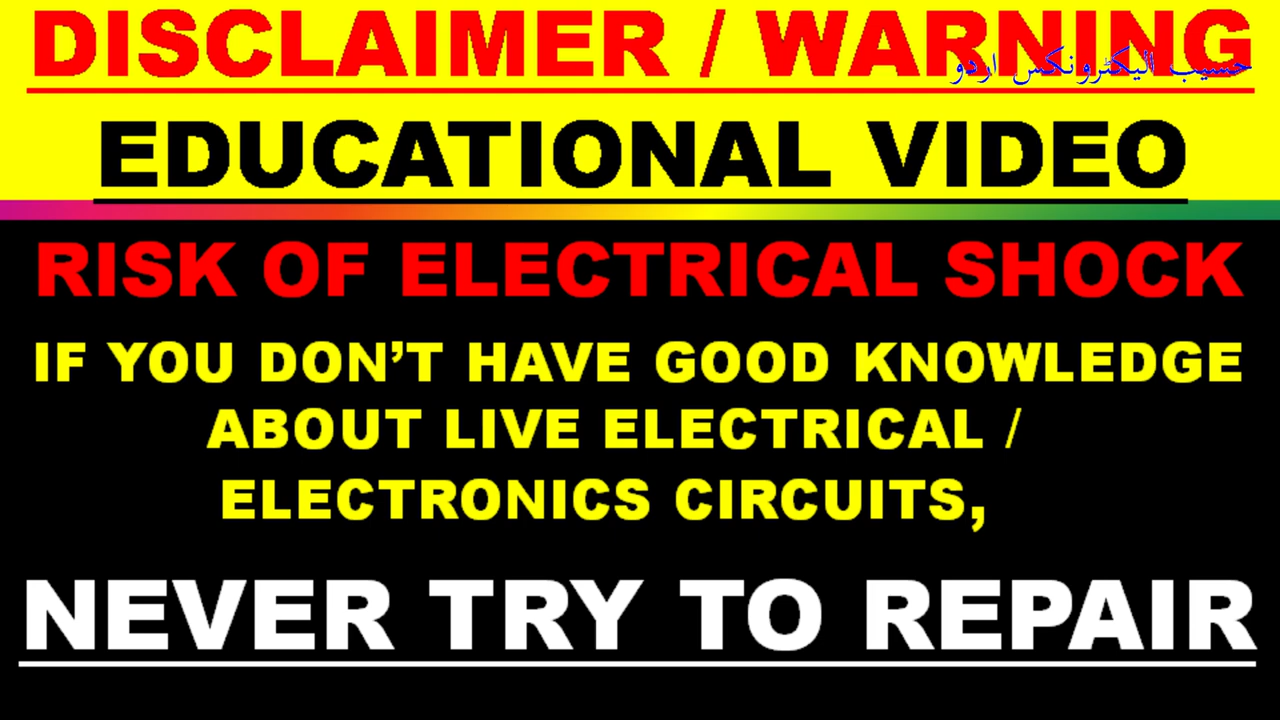 DISCLAIMER / WARNING
حسیب الیکٹرونکس اردو
EDUCATIONAL VIDEO
RISK OF ELECTRICAL SHOCK
IF YOU DON’T HAVE GOOD KNOWLEDGE
ABOUT LIVE ELECTRICAL /
ELECTRONICS CIRCUITS,
NEVER TRY TO REPAIR